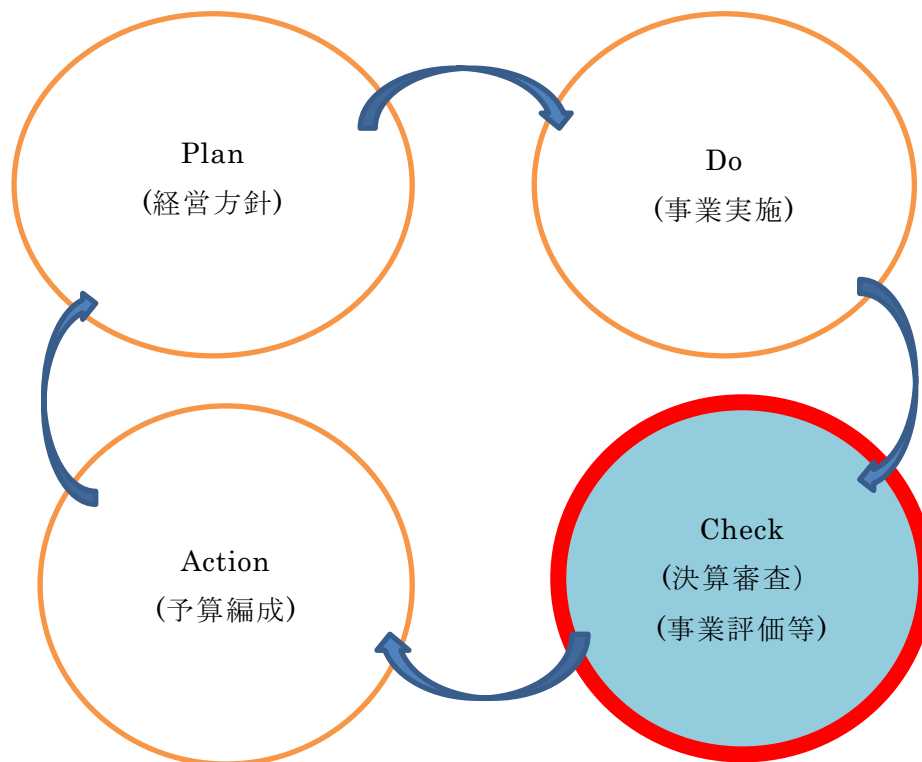 Plan
(経営方針)
Do
(事業実施)
Check
(決算審査）
(事業評価等)
Action
(予算編成)